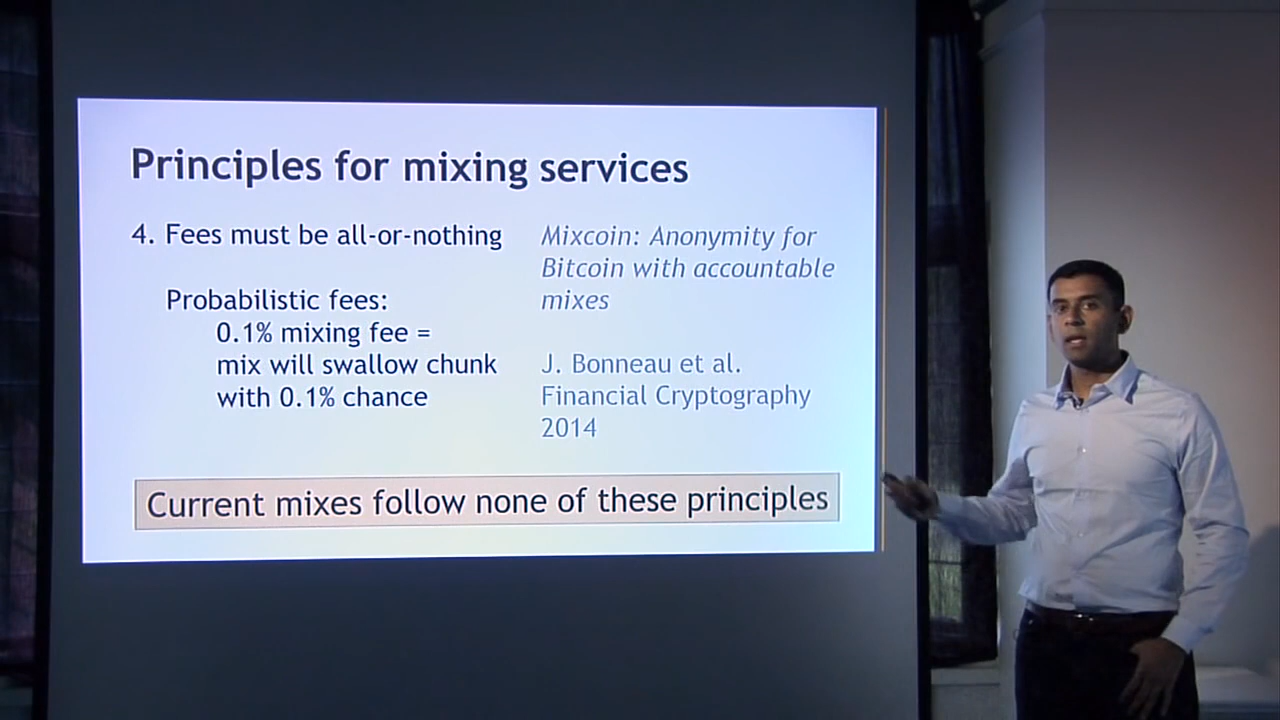 Principles for mixing services
4. Fees must be all-or-nothing
Probabilistic fees:
0.1% mixing fee =
mix will swallow chunk
with 0.1% chance
Mixcoin: Anonymity for
Bitcoin with accountable
mixes
J. Bonneau et al.
Financial Cryptography
2014
Current mixes follow none of these principles